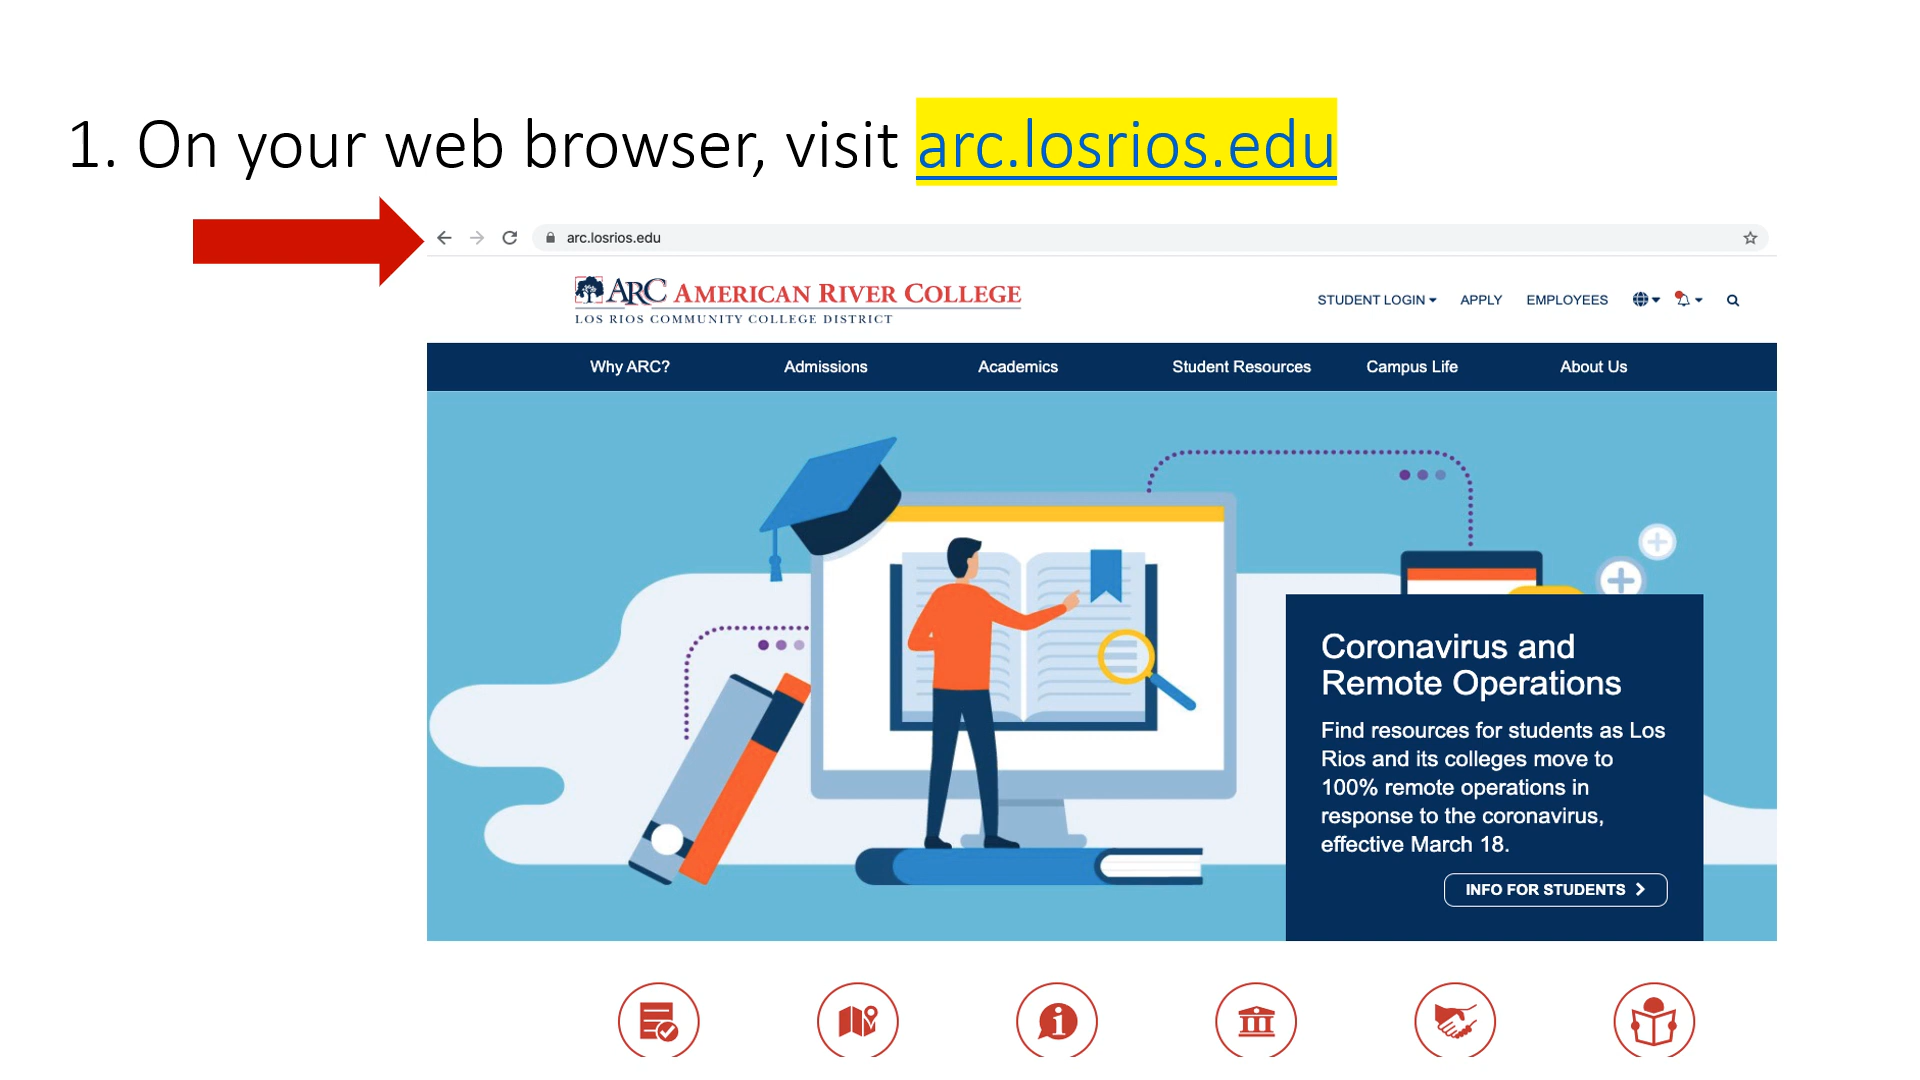 1. On your web browser, visit arc.losrios.edu
arc.losrios.edu
ARC AMERICAN RIVER COLLEGE
LOS RIOS COMMUNITY COLLEGE DISTRICT
STUDENT LOGIN APPLY EMPLOYEES
Why ARC? Admissions Academics Student Resources Campus Life About Us
Coronavirus and
Remote Operations
Find resources for students as Los
Rios and its colleges move to
100% remote operations in
response to the coronavirus,
effective March 18.
INFO FOR STUDENTS